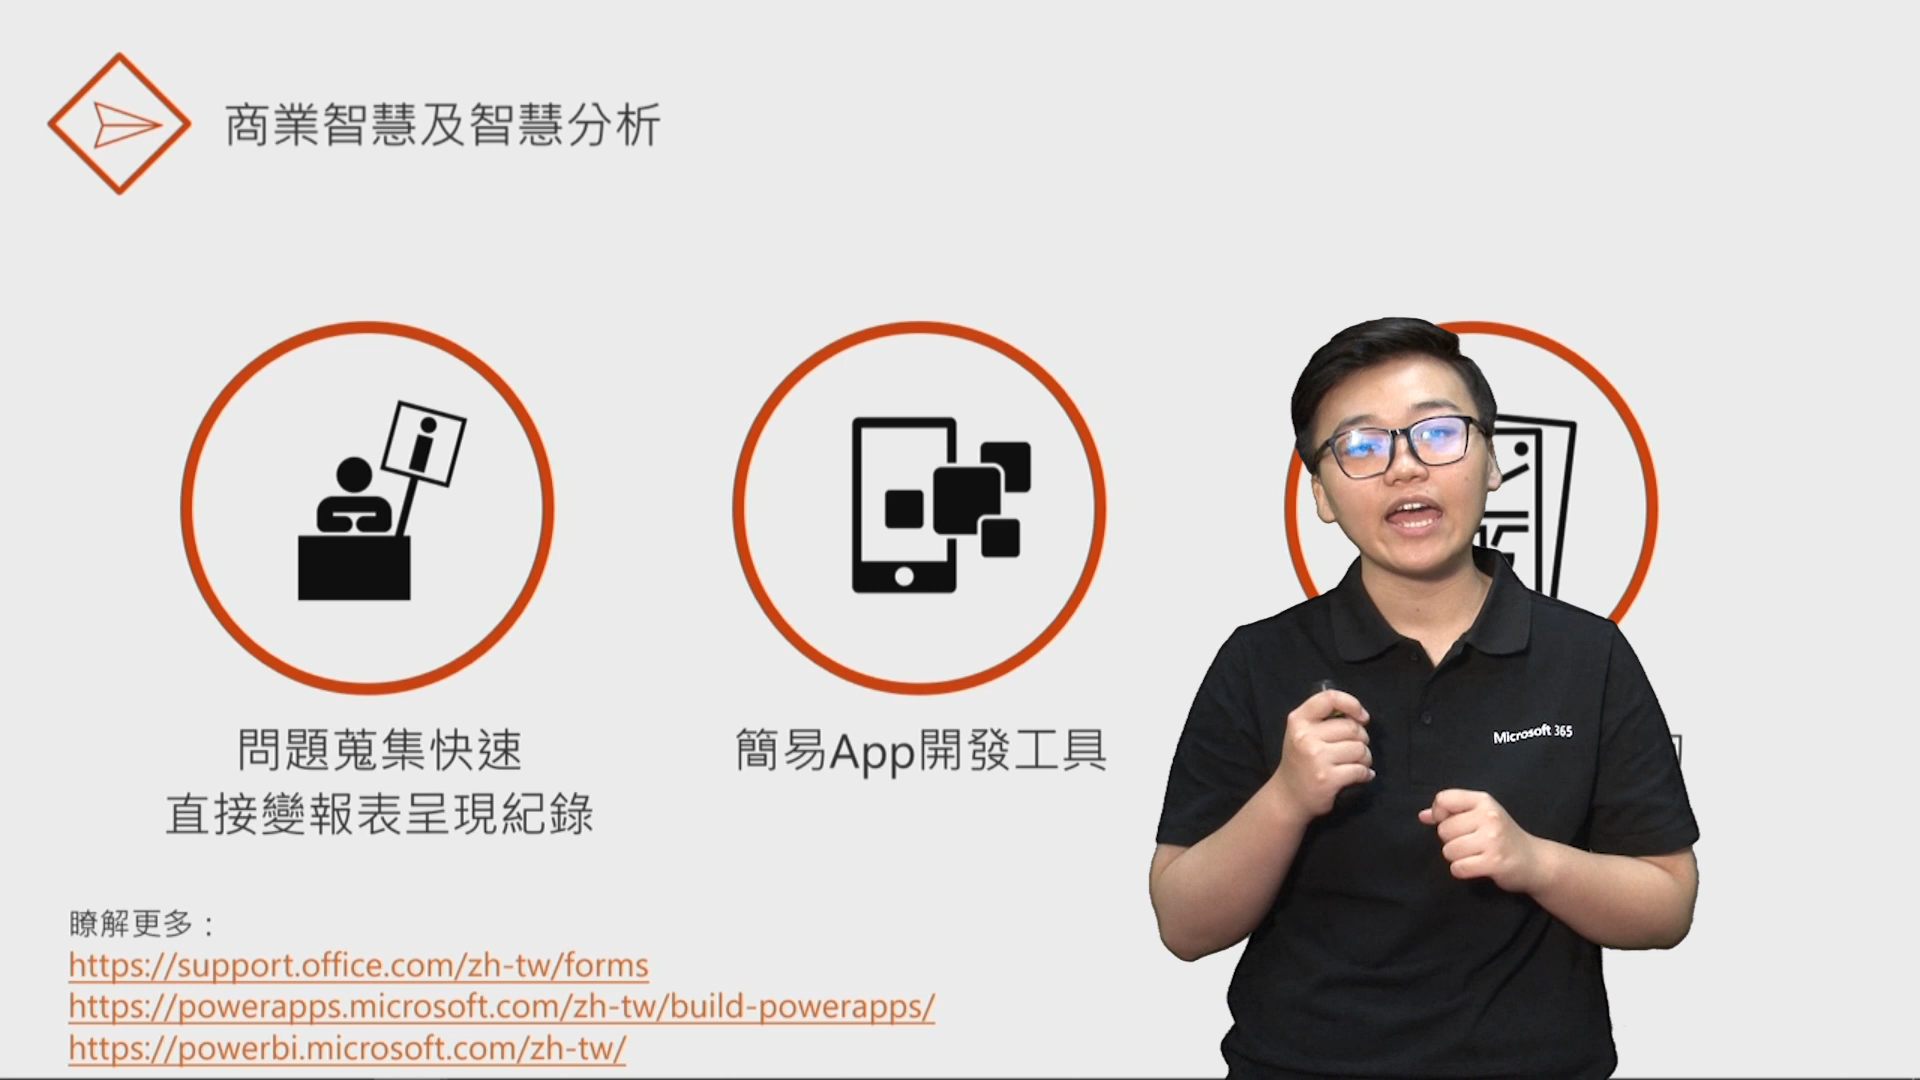 商業智慧及智慧分析
問題蒐集快速
直接變報表呈現紀錄
簡易App開發工具
Microsoft 365
瞭解更多：
https://support.office.com/zh-tw/forms
https://powerapps.microsoft.com/zh-tw/build-powerapps/
https://powerbi.microsoft.com/zh-tw/